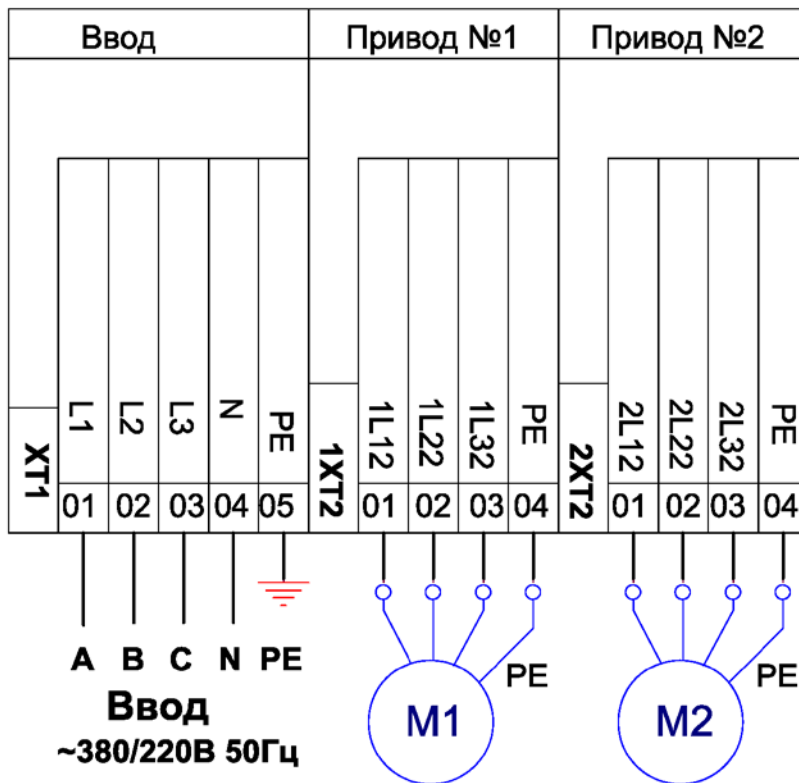 Ввод Привод №1 Привод №2
XT1 L1 L2 L3 N PE 1XT2 1L12 1L22 1L32 PE 2XT2 2L12 2L22 2L32 PE
01 02 03 04 05 01 02 03 04 01 02 03 04
A B C N PE PE PE
Ввод M1 M2
~380/220В 50Гц